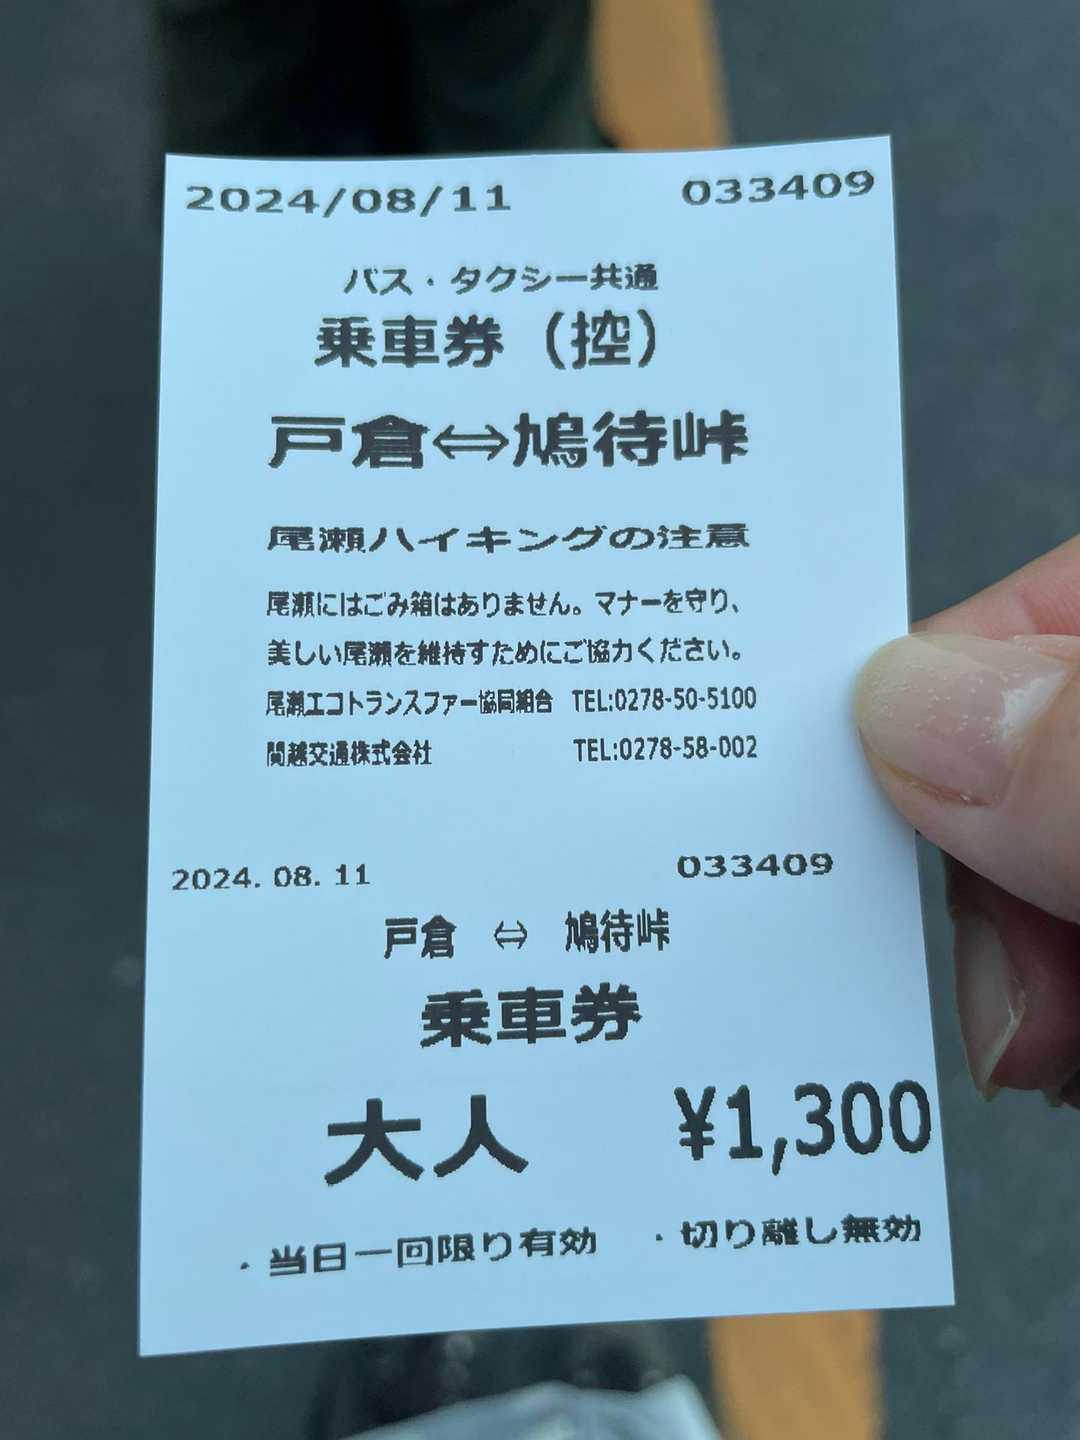 2024/08/11 033409
バス・タクシー共通
乗車券（控）
戸倉⇔鳩待峠
尾瀬ハイキングの注意
尾瀬にはごみ箱はありません。マナーを守り、
美しい尾瀬を維持すためにご協力ください。
尾瀬エコトランスファー協同組合 TEL:0278-50-5100
関越交通株式会社 TEL:0278-58-002
2024.08.11 033409
戸倉 ⇔ 鳩待峠
乗車券
大人 ¥1,300
・当日一回限り有効 ・切り離し無効